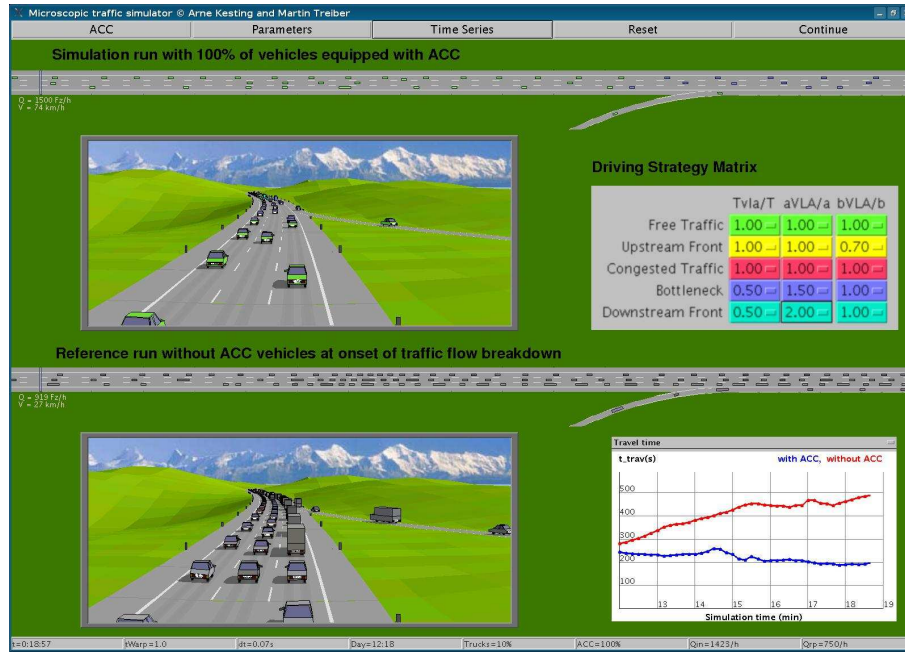 Microscopic traffic simulator © Arne Kesting and Martin Treiber
ACC Parameters Time Series Reset Continue
Simulation run with 100% of vehicles equipped with ACC
Q = 1500 Fz/h
V = 74 km/h
Driving Strategy Matrix
Tvla/T aVLA/a bVLA/b
Free Traffic 1.00 1.00 1.00
Upstream Front 1.00 1.00 0.70
Congested Traffic 1.00 1.00 1.00
Bottleneck 0.50 1.50 1.00
Downstream Front 0.50 2.00 1.00
Reference run without ACC vehicles at onset of traffic flow breakdown
Q = 919 Fz/h
V = 27 km/h
Travel time
t_trav(s) with ACC, without ACC
500
400
300
200
100
13 14 15 16 17 18 19
Simulation time (min)
t=0:18:57 tWarp=1.0 dt=0.07s Day=12:18 Trucks=10% ACC=100% Qin=1423/h Qrp=750/h